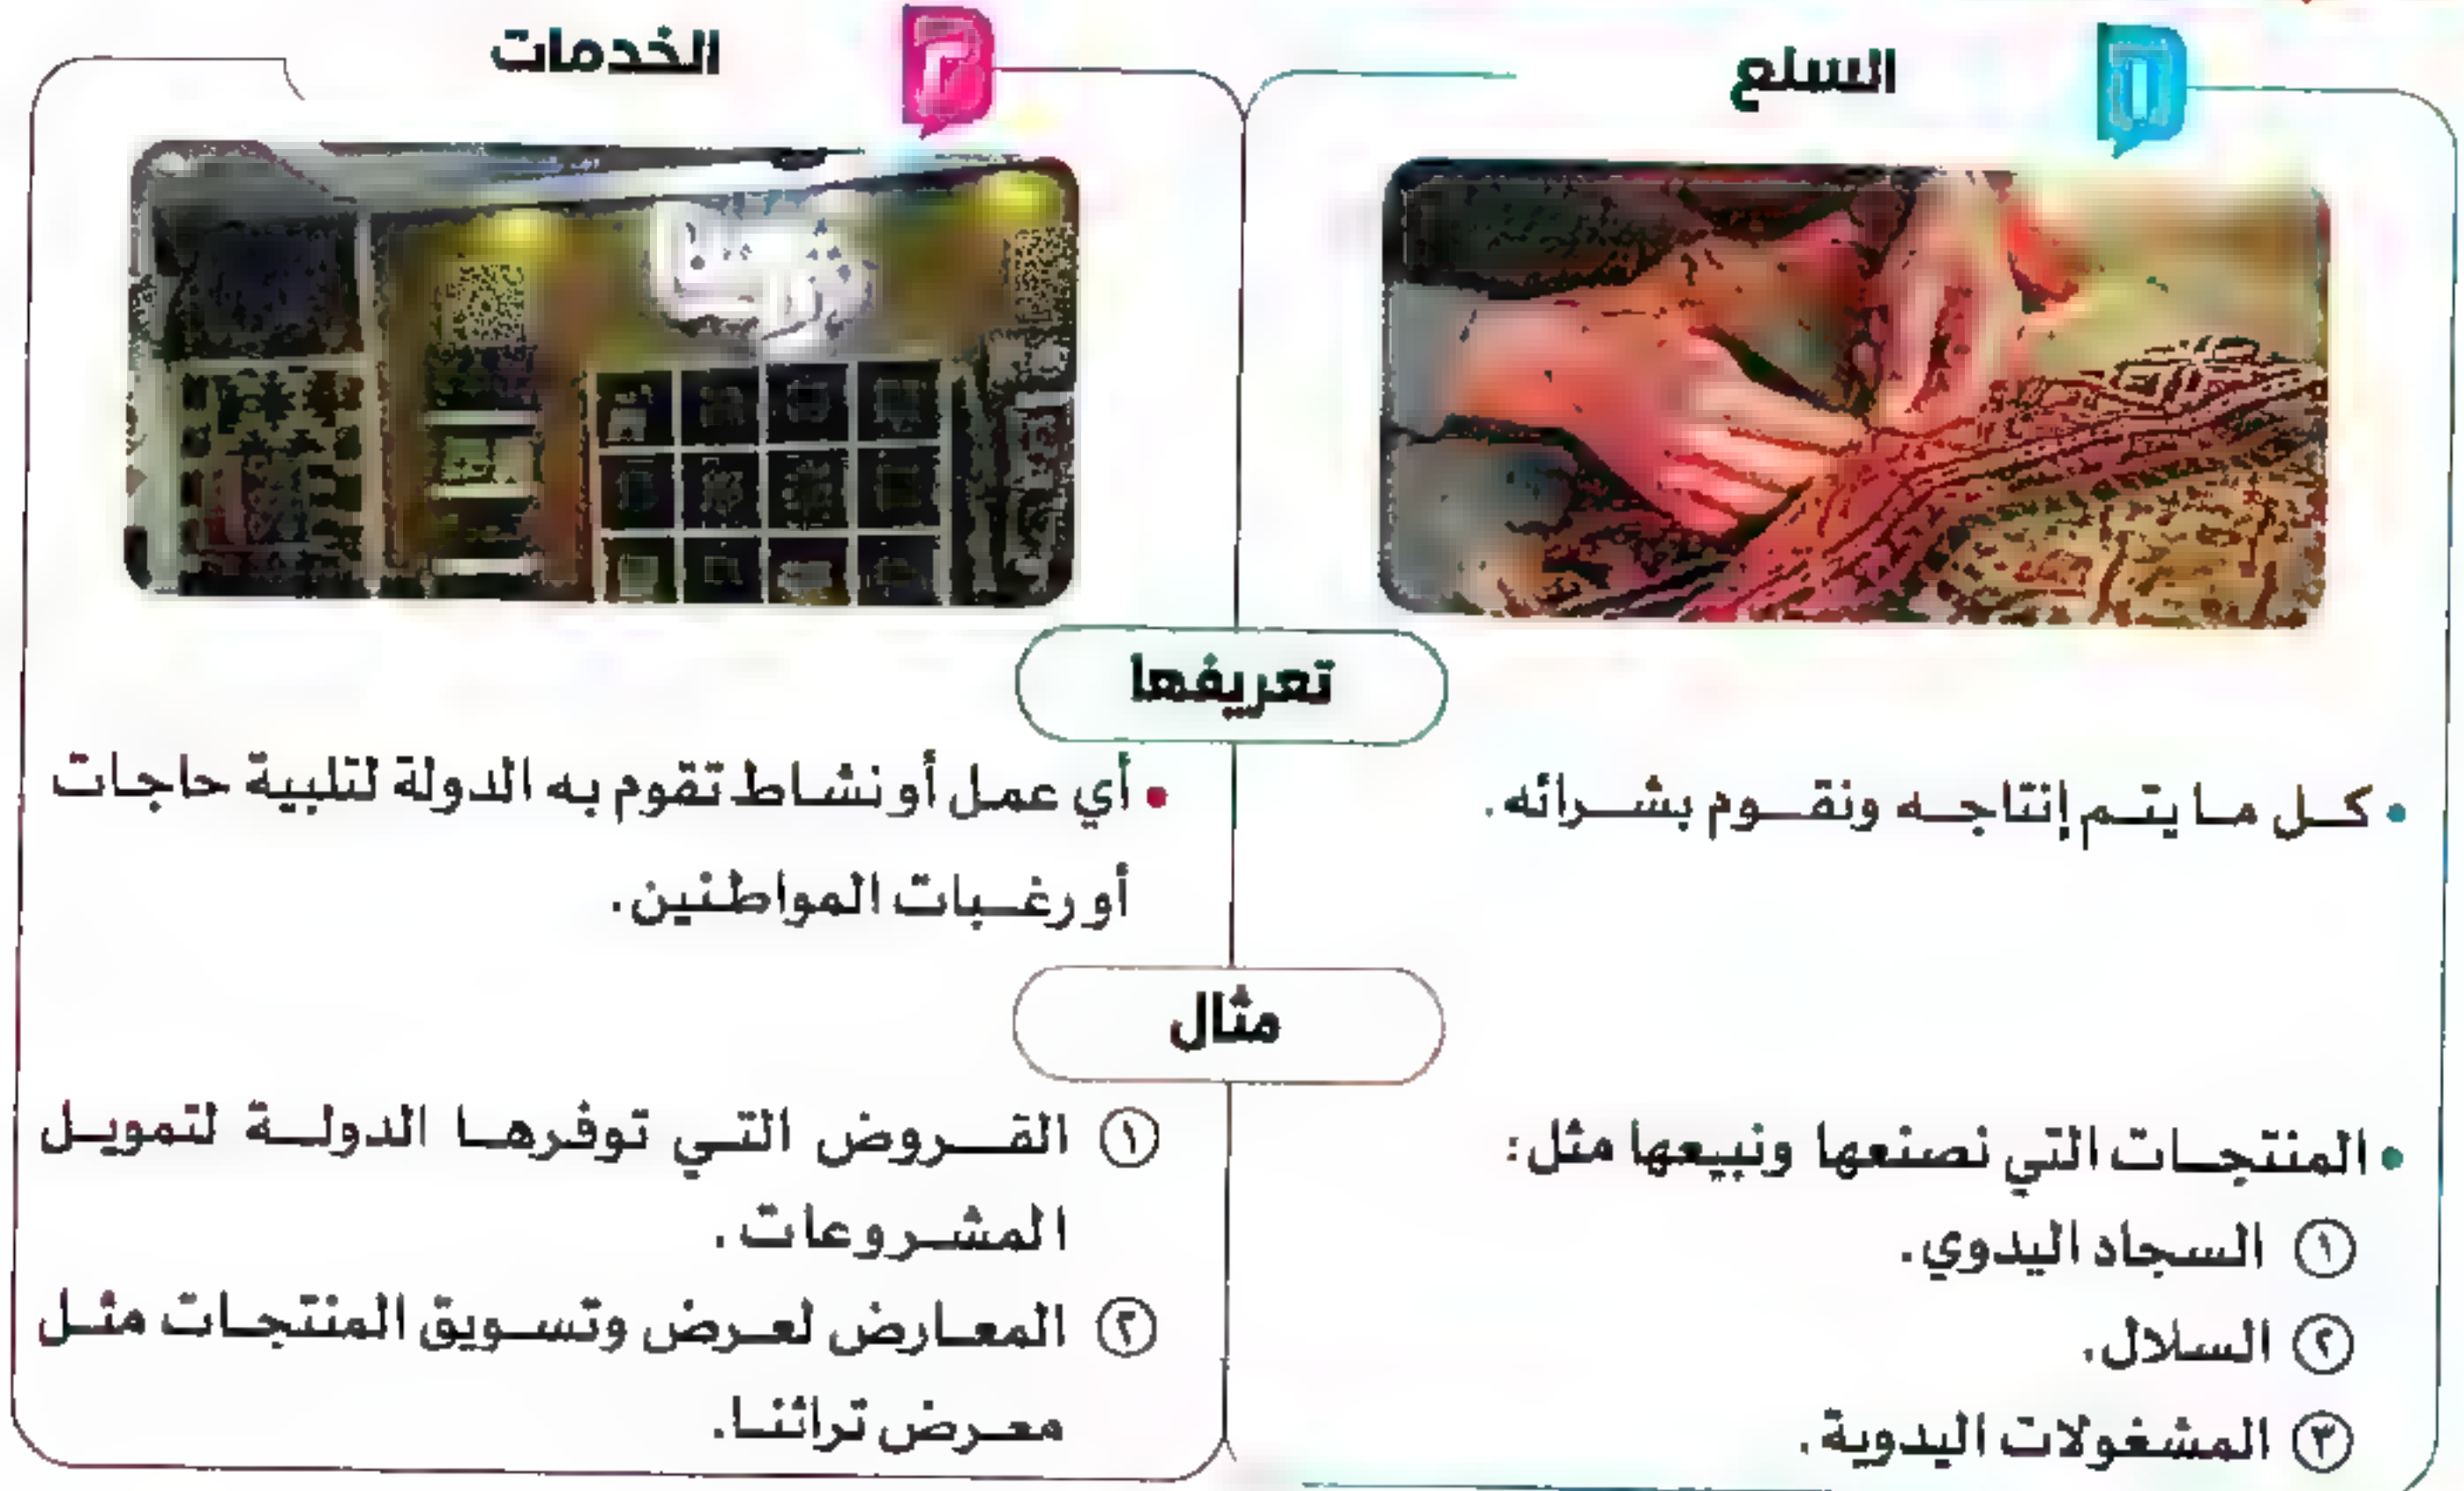 ١ السلع
٢ الخدمات
تعريفها
• كل ما يتم إنتاجه ونقوم بشرائه.
• أي عمل أو نشاط تقوم به الدولة لتلبية حاجات
أو رغبات المواطنين.
مثال
• المنتجات التي نصنعها ونبيعها مثل:
١ السجاد اليدوي.
٢ السلال.
٣ المشغولات اليدوية.
١ القروض التي توفرها الدولة لتمويل
المشروعات.
٢ المعارض لعرض وتسويق المنتجات مثل
معرض تراثنا.